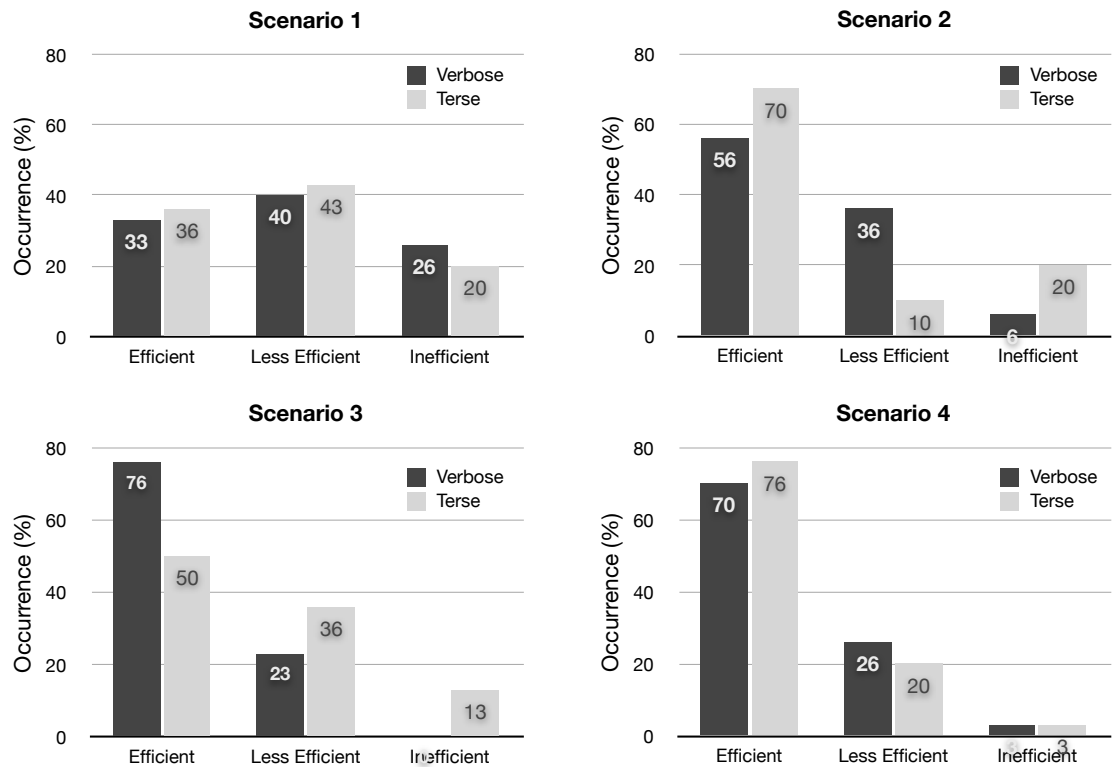 Scenario 1
80
60
40
20
0
Occurrence (%)
Verbose
Terse
33
36
40
43
26
20
Efficient
Less Efficient
Inefficient
Scenario 2
80
60
40
20
0
Occurrence (%)
Verbose
Terse
56
70
36
10
6
20
Efficient
Less Efficient
Inefficient
Scenario 3
80
60
40
20
0
Occurrence (%)
Verbose
Terse
76
50
23
36
13
Efficient
Less Efficient
Inefficient
Scenario 4
80
60
40
20
0
Occurrence (%)
Verbose
Terse
70
76
26
20
3
3
Efficient
Less Efficient
Inefficient